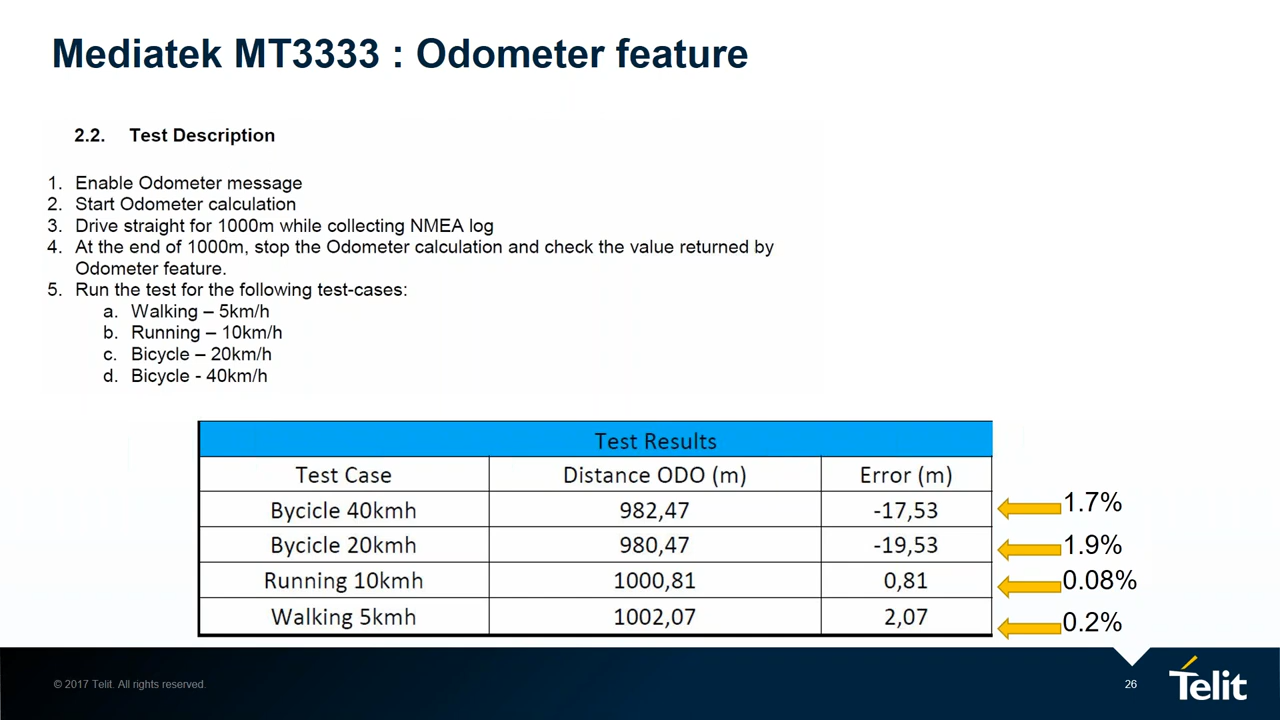 Mediatek MT3333 : Odometer feature
2.2. Test Description
1. Enable Odometer message
2. Start Odometer calculation
3. Drive straight for 1000m while collecting NMEA log
4. At the end of 1000m, stop the Odometer calculation and check the value returned by
Odometer feature.
5. Run the test for the following test-cases:
a. Walking – 5km/h
b. Running – 10km/h
c. Bicycle – 20km/h
d. Bicycle - 40km/h
Test Results
Test Case Distance ODO (m) Error (m)
Bycicle 40kmh 982,47 -17,53 1.7%
Bycicle 20kmh 980,47 -19,53 1.9%
Running 10kmh 1000,81 0,81 0.08%
Walking 5kmh 1002,07 2,07 0.2%
© 2017 Telit. All rights reserved.
26
Telit